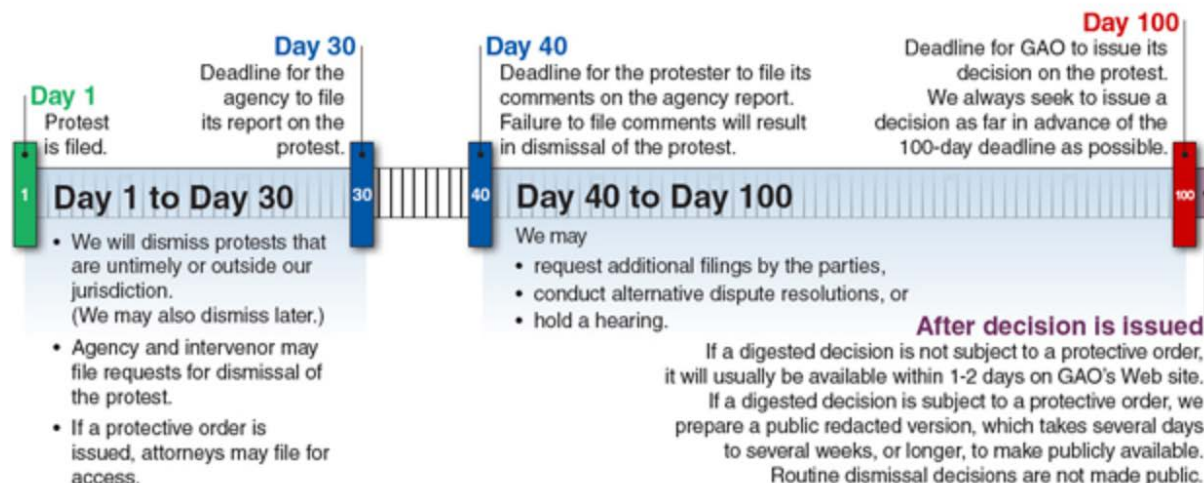 Day 1
Protest
is filed.
Day 30
Deadline for the
agency to file
its report on the
protest.
Day 40
Deadline for the protester to file its
comments on the agency report.
Failure to file comments will result
in dismissal of the protest.
Day 100
Deadline for GAO to issue its
decision on the protest.
We always seek to issue a
decision as far in advance of the
100-day deadline as possible.
1
Day 1 to Day 30
30
40
Day 40 to Day 100
100
• We will dismiss protests that
are untimely or outside our
jurisdiction.
(We may also dismiss later.)
• Agency and intervenor may
file requests for dismissal of
the protest.
• If a protective order is
issued, attorneys may file for
access.
We may
• request additional filings by the parties,
• conduct alternative dispute resolutions, or
• hold a hearing.
After decision is issued
If a digested decision is not subject to a protective order,
it will usually be available within 1-2 days on GAO's Web site.
If a digested decision is subject to a protective order, we
prepare a public redacted version, which takes several days
to several weeks, or longer, to make publicly available.
Routine dismissal decisions are not made public.